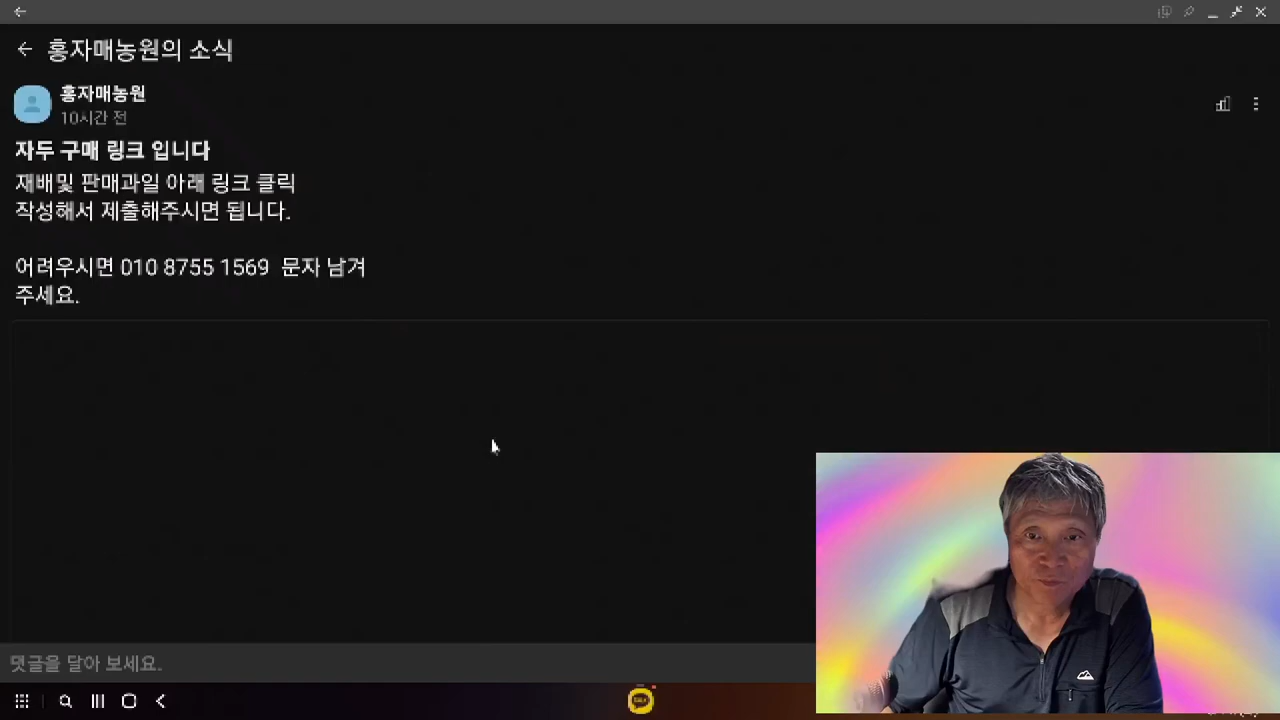 홍자매농원의 소식
홍자매농원
10시간 전
자두 구매 링크 입니다
재배및 판매과일 아래 링크 클릭
작성해서 제출해주시면 됩니다.
어려우시면 010 8755 1569 문자 남겨
주세요.
댓글을 달아 보세요.